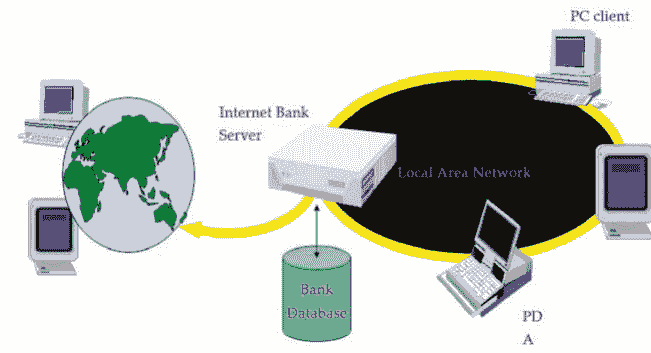 PC client
Internet Bank
Server
Local Area Network
Bank
Database
PD
A